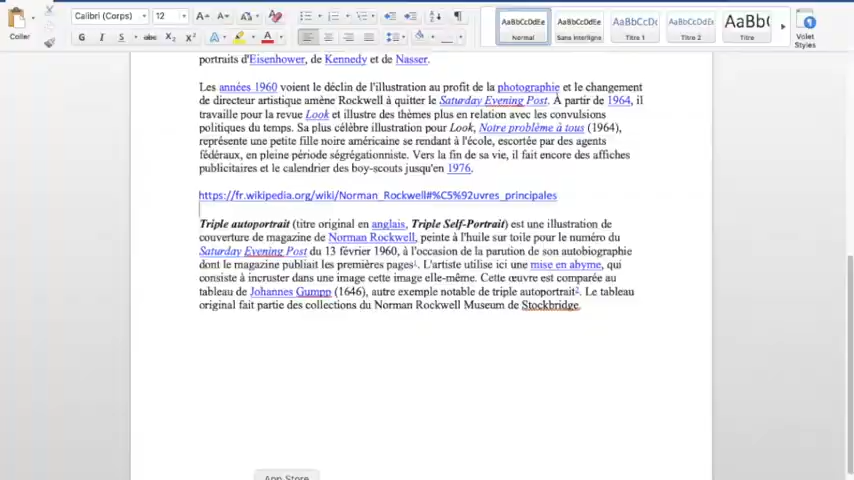 Calibri (Corps) 12 AaBbCcDdEe AaBbCcDdEe AaBbCcDc AaBbCcDdEe AaBb(
Coller G I S abc X₂ X² Normal Sans interligne Titre 1 Titre 2 Titre Volet
Styles
portraits d'Eisenhower, de Kennedy et de Nasser.
Les années 1960 voient le déclin de l'illustration au profit de la photographie et le changement
de directeur artistique amène Rockwell à quitter le Saturday Evening Post. À partir de 1964, il
travaille pour la revue Look et illustre des thèmes plus en relation avec les convulsions
politiques du temps. Sa plus célèbre illustration pour Look, Notre problème à tous (1964),
représente une petite fille noire américaine se rendant à l'école, escortée par des agents
fédéraux, en pleine période ségrégationniste. Vers la fin de sa vie, il fait encore des affiches
publicitaires et le calendrier des boy-scouts jusqu'en 1976.
https://fr.wikipedia.org/wiki/Norman_Rockwell#%C5%92uvres_principales
Triple autoportrait (titre original en anglais, Triple Self-Portrait) est une illustration de
couverture de magazine de Norman Rockwell, peinte à l'huile sur toile pour le numéro du
Saturday Evening Post du 13 février 1960, à l'occasion de la parution de son autobiographie
dont le magazine publiait les premières pages¹. L'artiste utilise ici une mise en abyme, qui
consiste à incruster dans une image cette image elle-même. Cette œuvre est comparée au
tableau de Johannes Gumpp (1646), autre exemple notable de triple autoportrait². Le tableau
original fait partie des collections du Norman Rockwell Museum de Stockbridge.
App Store